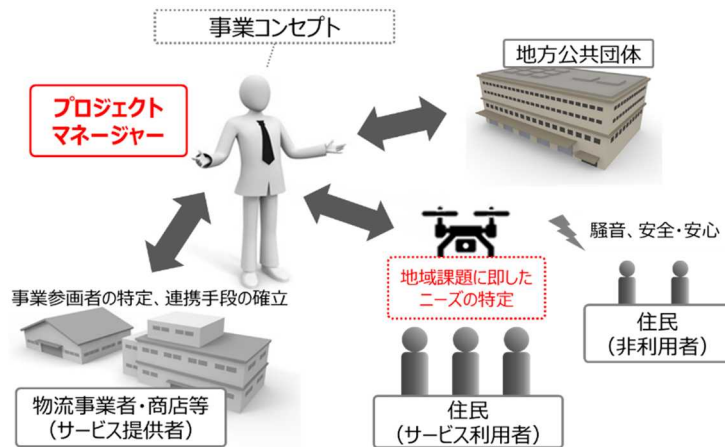 事業コンセプト
プロジェクト
マネージャー
地方公共団体
騒音、安全・安心
地域課題に即した
ニーズの特定
事業参画者の特定、連携手段の確立
住民
（非利用者）
物流事業者・商店等
（サービス提供者）
住民
（サービス利用者）